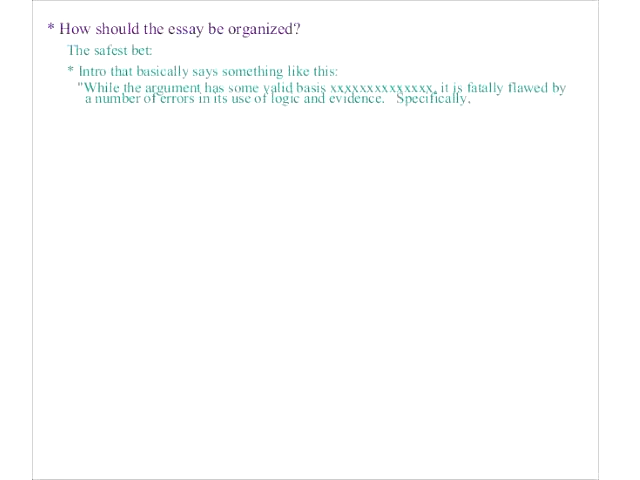 * How should the essay be organized?
The safest bet:
* Intro that basically says something like this:
"While the argument has some valid basis xxxxxxxxxxxxxx, it is fatally flawed by
a number of errors in its use of logic and evidence.   Specifically,